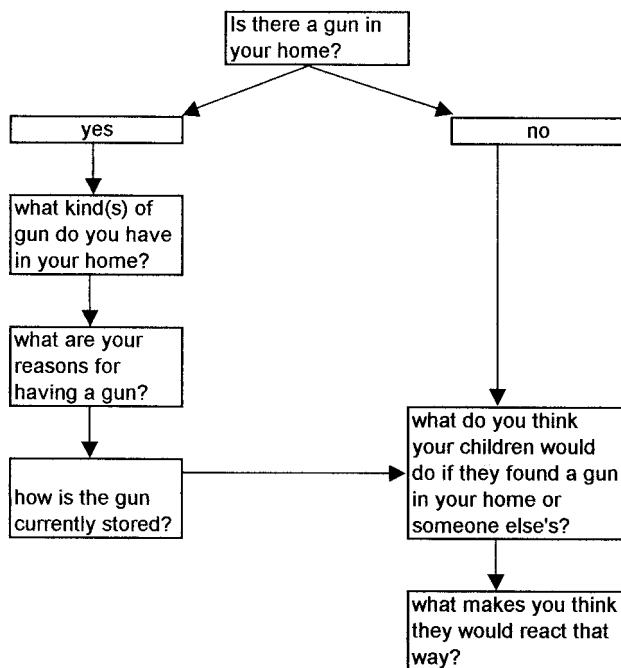 Is there a gun in
your home?
yes
no
what kind(s) of
gun do you have
in your home?
what are your
reasons for
having a gun?
how is the gun
currently stored?
what do you think
your children would
do if they found a gun
in your home or
someone else's?
what makes you think
they would react that
way?